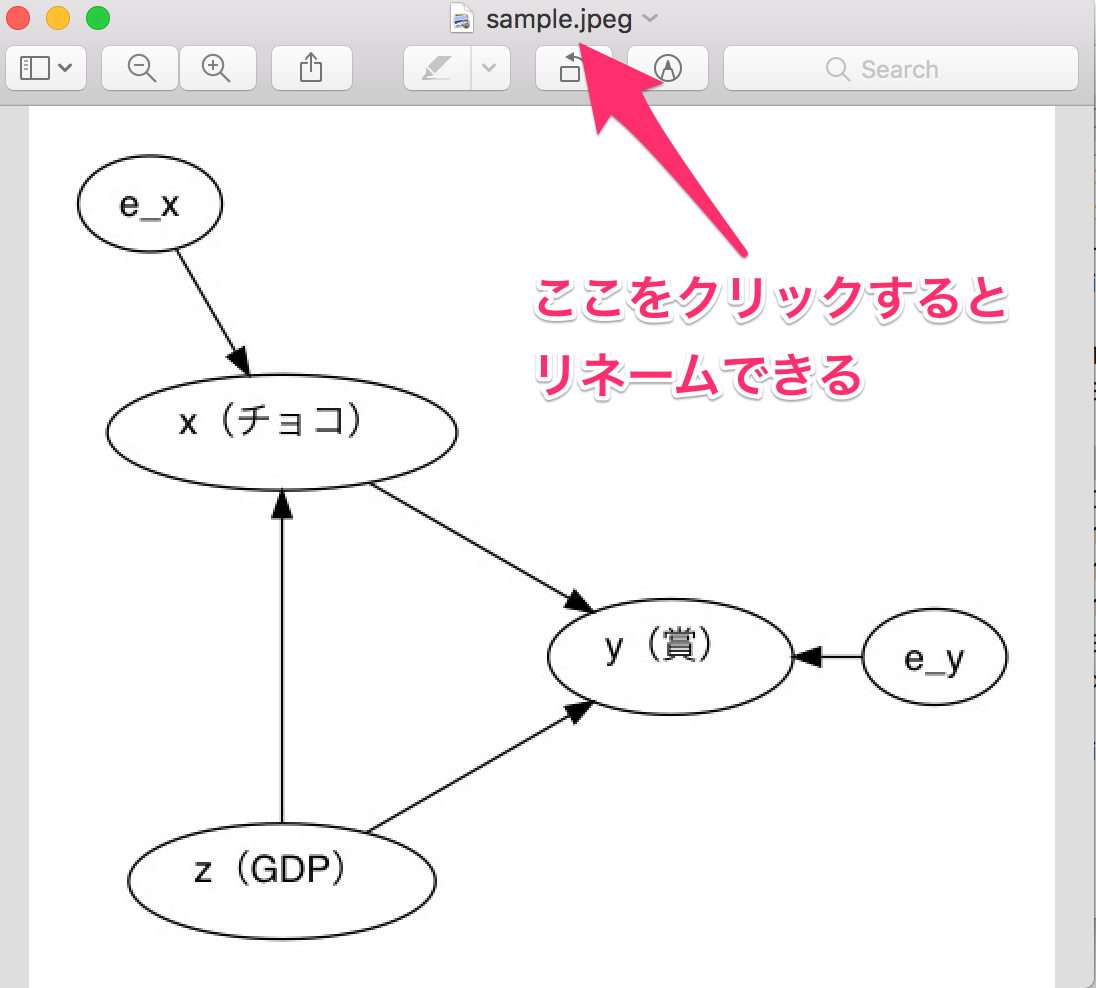 sample.jpeg
Search
e_x
ここをクリックすると
リネームできる
x（チョコ）
y（賞）
e_y
z（GDP）